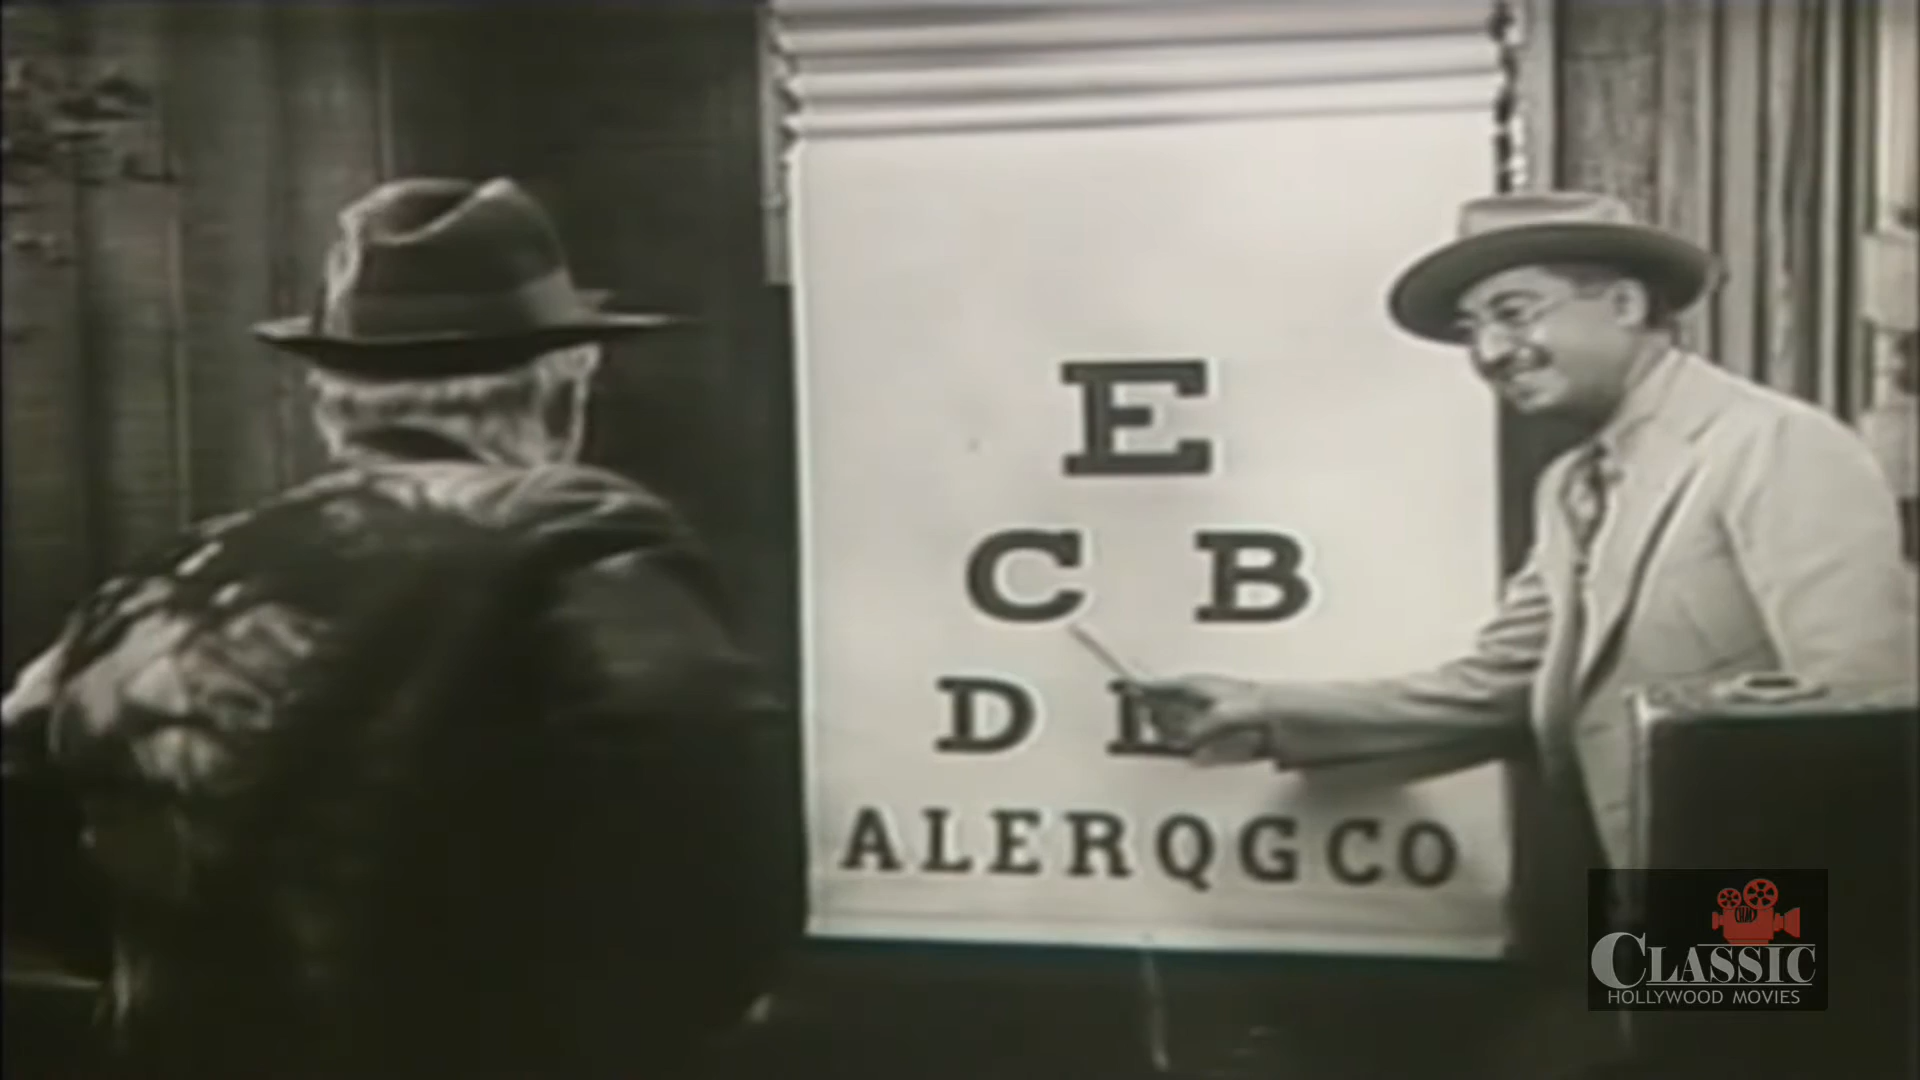 E
C B
D L
ALERQGCO
CLASSIC
HOLLYWOOD MOVIES